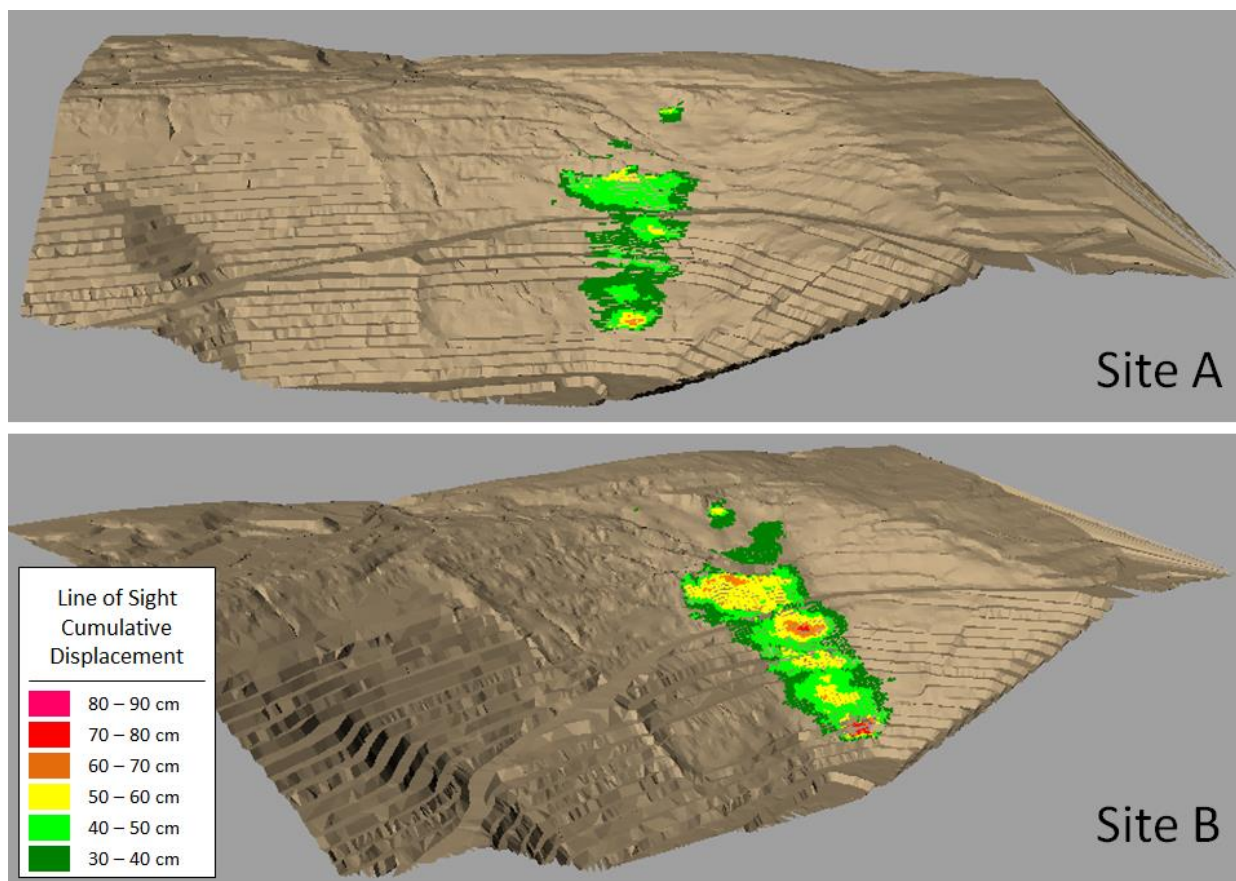 Site A
Line of Sight
Cumulative
Displacement
80 – 90 cm
70 – 80 cm
60 – 70 cm
50 – 60 cm
40 – 50 cm
30 – 40 cm
Site B